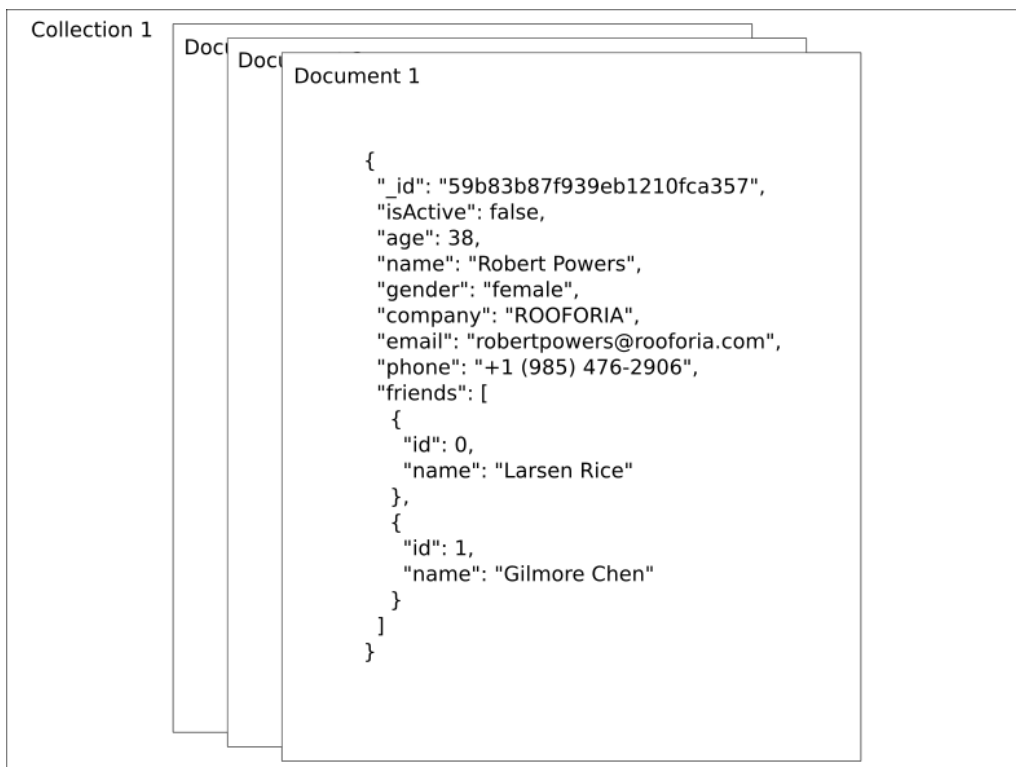 Collection 1
Document 1
{
"_id": "59b83b87f939eb1210fca357",
"isActive": false,
"age": 38,
"name": "Robert Powers",
"gender": "female",
"company": "ROOFORIA",
"email": "robertpowers@rooforia.com",
"phone": "+1 (985) 476-2906",
"friends": [
{
"id": 0,
"name": "Larsen Rice"
},
{
"id": 1,
"name": "Gilmore Chen"
}
]
}